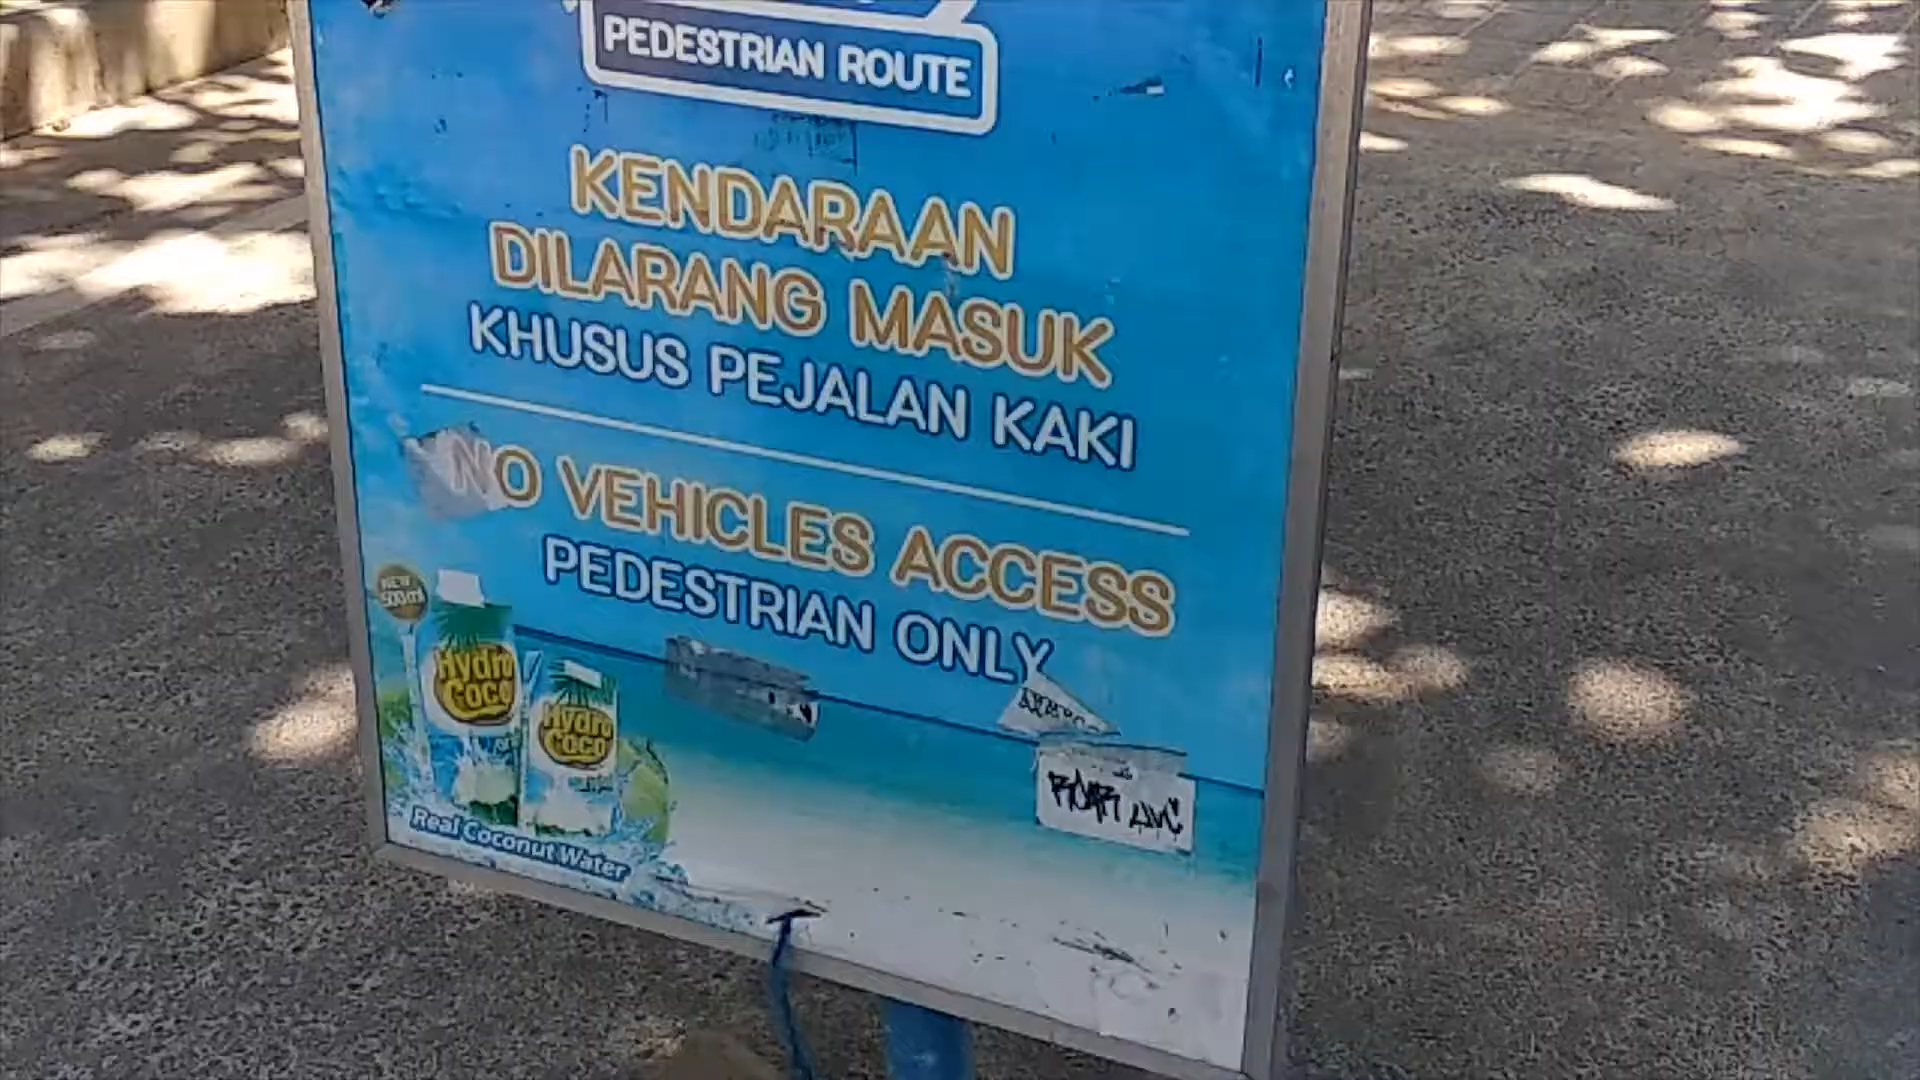 PEDESTRIAN ROUTE
KENDARAAN
DILARANG MASUK
KHUSUS PEJALAN KAKI
NO VEHICLES ACCESS
PEDESTRIAN ONLY
NEW
500ml
Hydro
Coco
Hydro
Coco
Real Coconut Water
ROAR